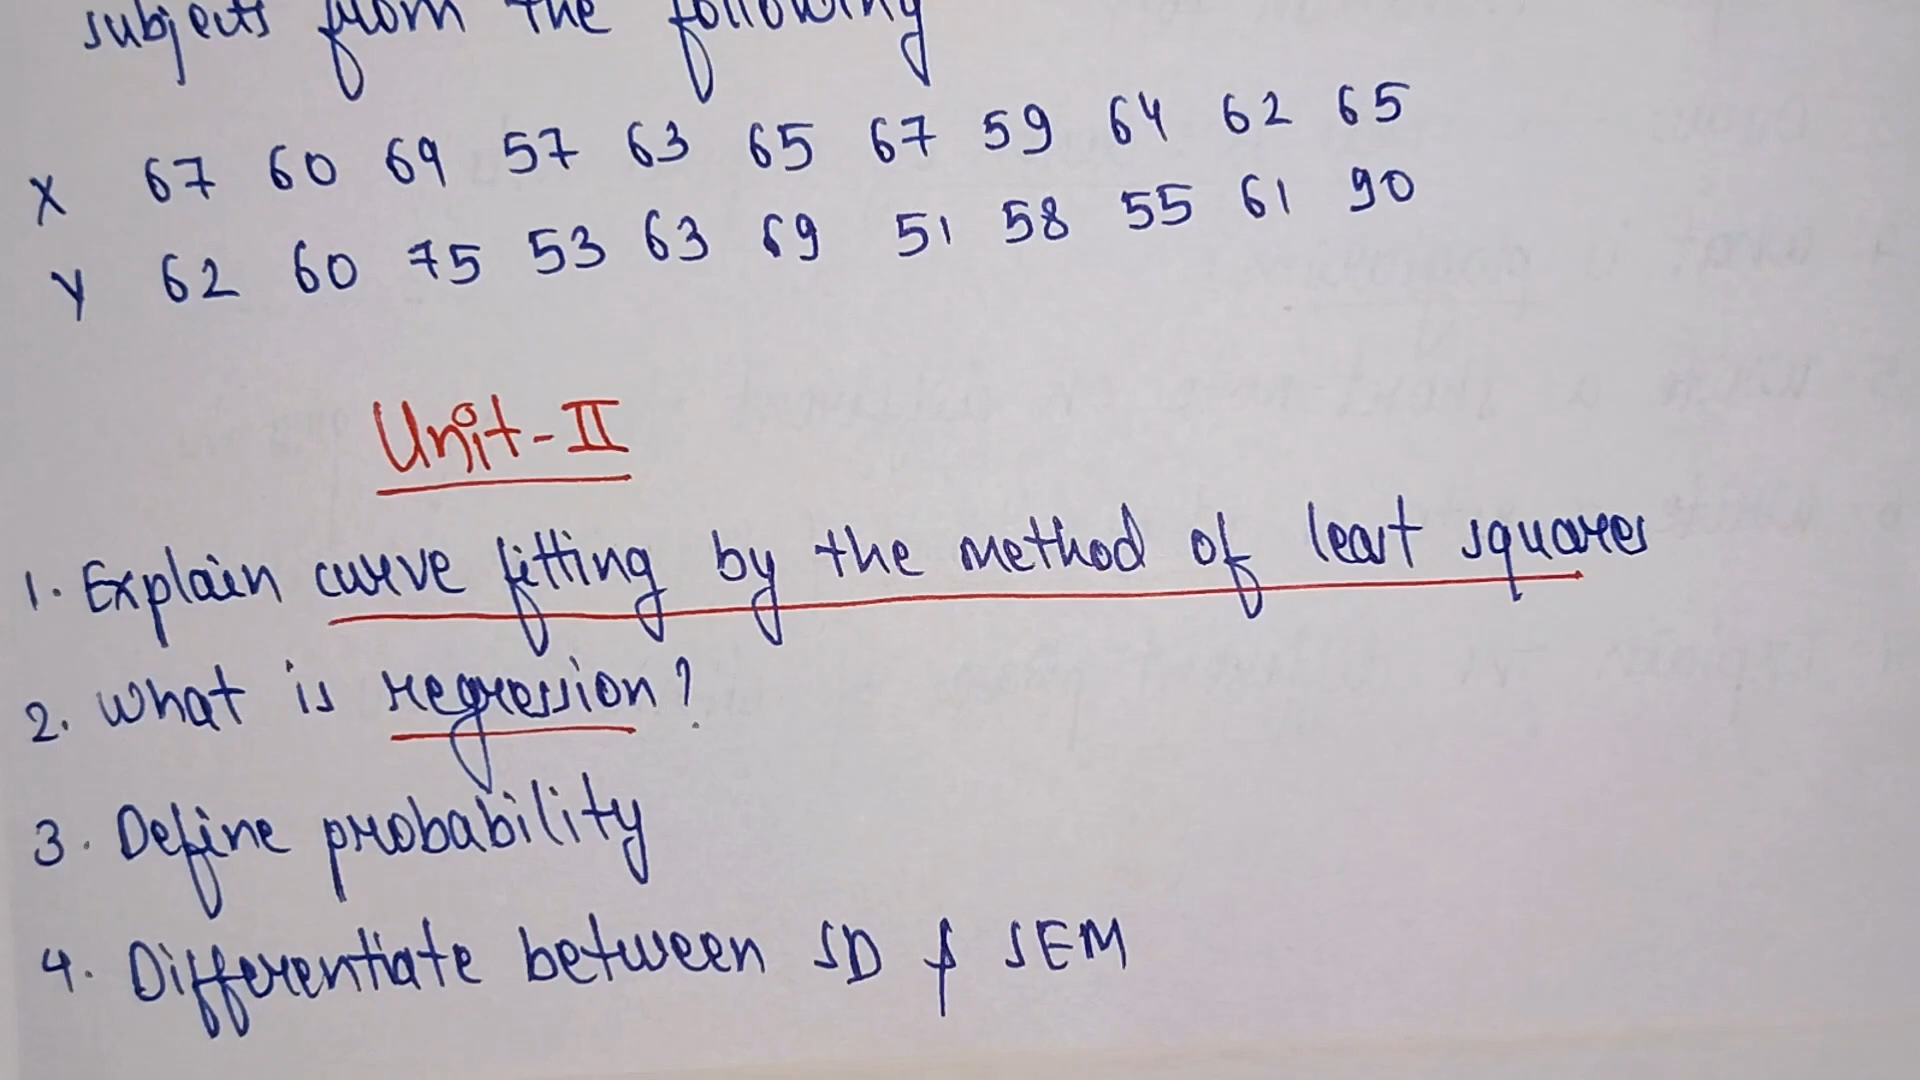 subjects from the following
X 67 60 69 57 63 65 67 59 64 62 65
Y 62 60 75 53 63 69 51 58 55 61 90
Unit-II
1. Explain curve fitting by the method of least squares
2. What is regression?
3. Define probability
4. Differentiate between SD & SEM